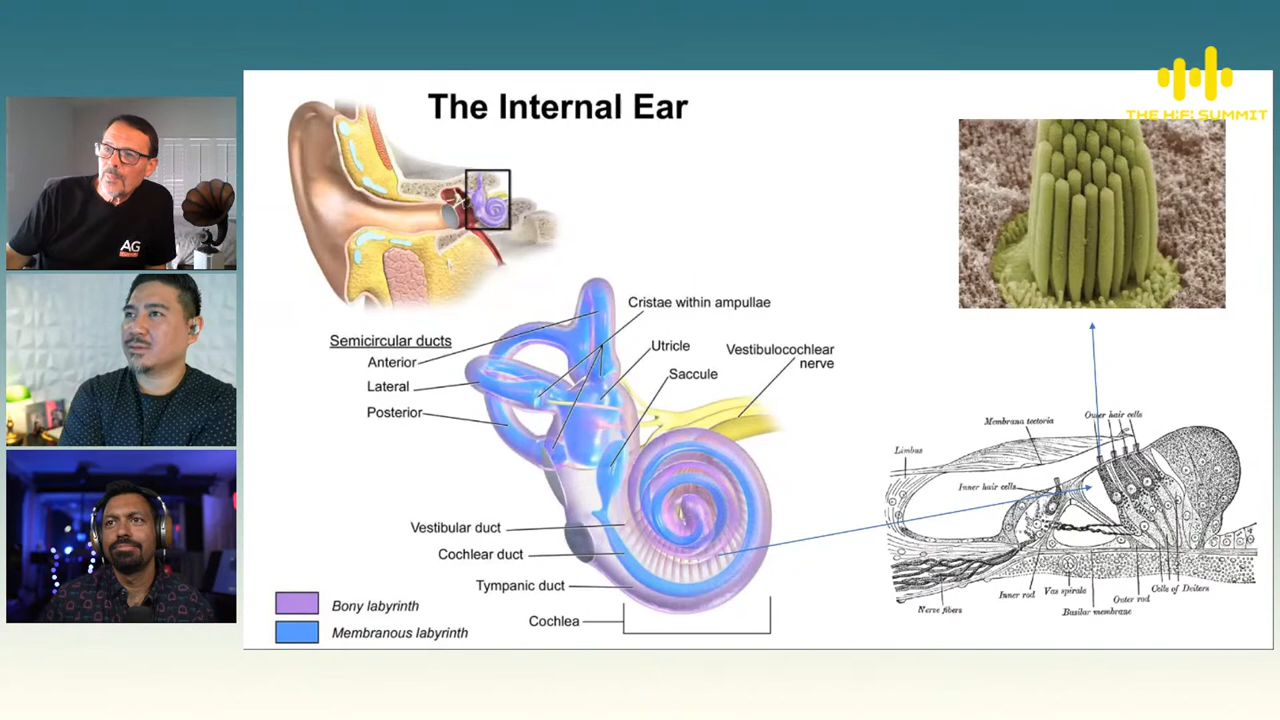 The Internal Ear
THE HiFi SUMMIT
AG
Cristae within ampullae
Semicircular ducts
Anterior
Lateral
Posterior
Utricle
Saccule
Vestibulocochlear
nerve
Vestibular duct
Cochlear duct
Tympanic duct
Cochlea
Bony labyrinth
Membranous labyrinth
Outer hair cells
Membrana tectoria
Limbus
Inner hair cells
Nerve fibers
Inner rod
Vas spirale
Basilar membrane
Outer rod
Cells of Deiters